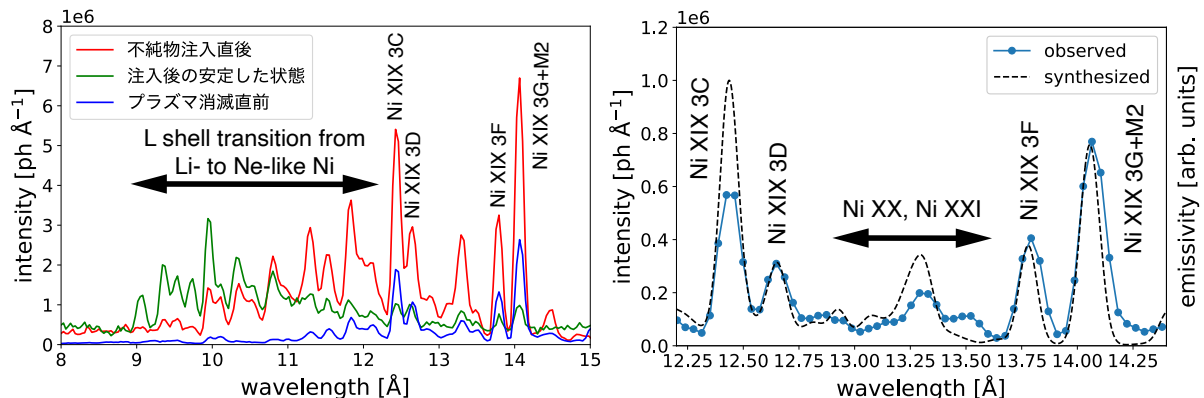 1e6
8
7
6
5
4
3
2
1
0
intensity [ph Å⁻¹]
不純物注入直後
注入後の安定した状態
プラズマ消滅直前
L shell transition from
Li- to Ne-like Ni
Ni XIX 3C
Ni XIX 3D
Ni XIX 3F
Ni XIX 3G+M2
8 9 10 11 12 13 14 15
wavelength [Å]
1e6
1.0
0.8
0.6
0.4
0.2
0.0
intensity [ph Å⁻¹]
observed
synthesized
Ni XIX 3C
Ni XIX 3D
Ni XX, Ni XXI
Ni XIX 3F
Ni XIX 3G+M2
12.25 12.50 12.75 13.00 13.25 13.50 13.75 14.00 14.25
wavelength [Å]
emissivity [arb. units]